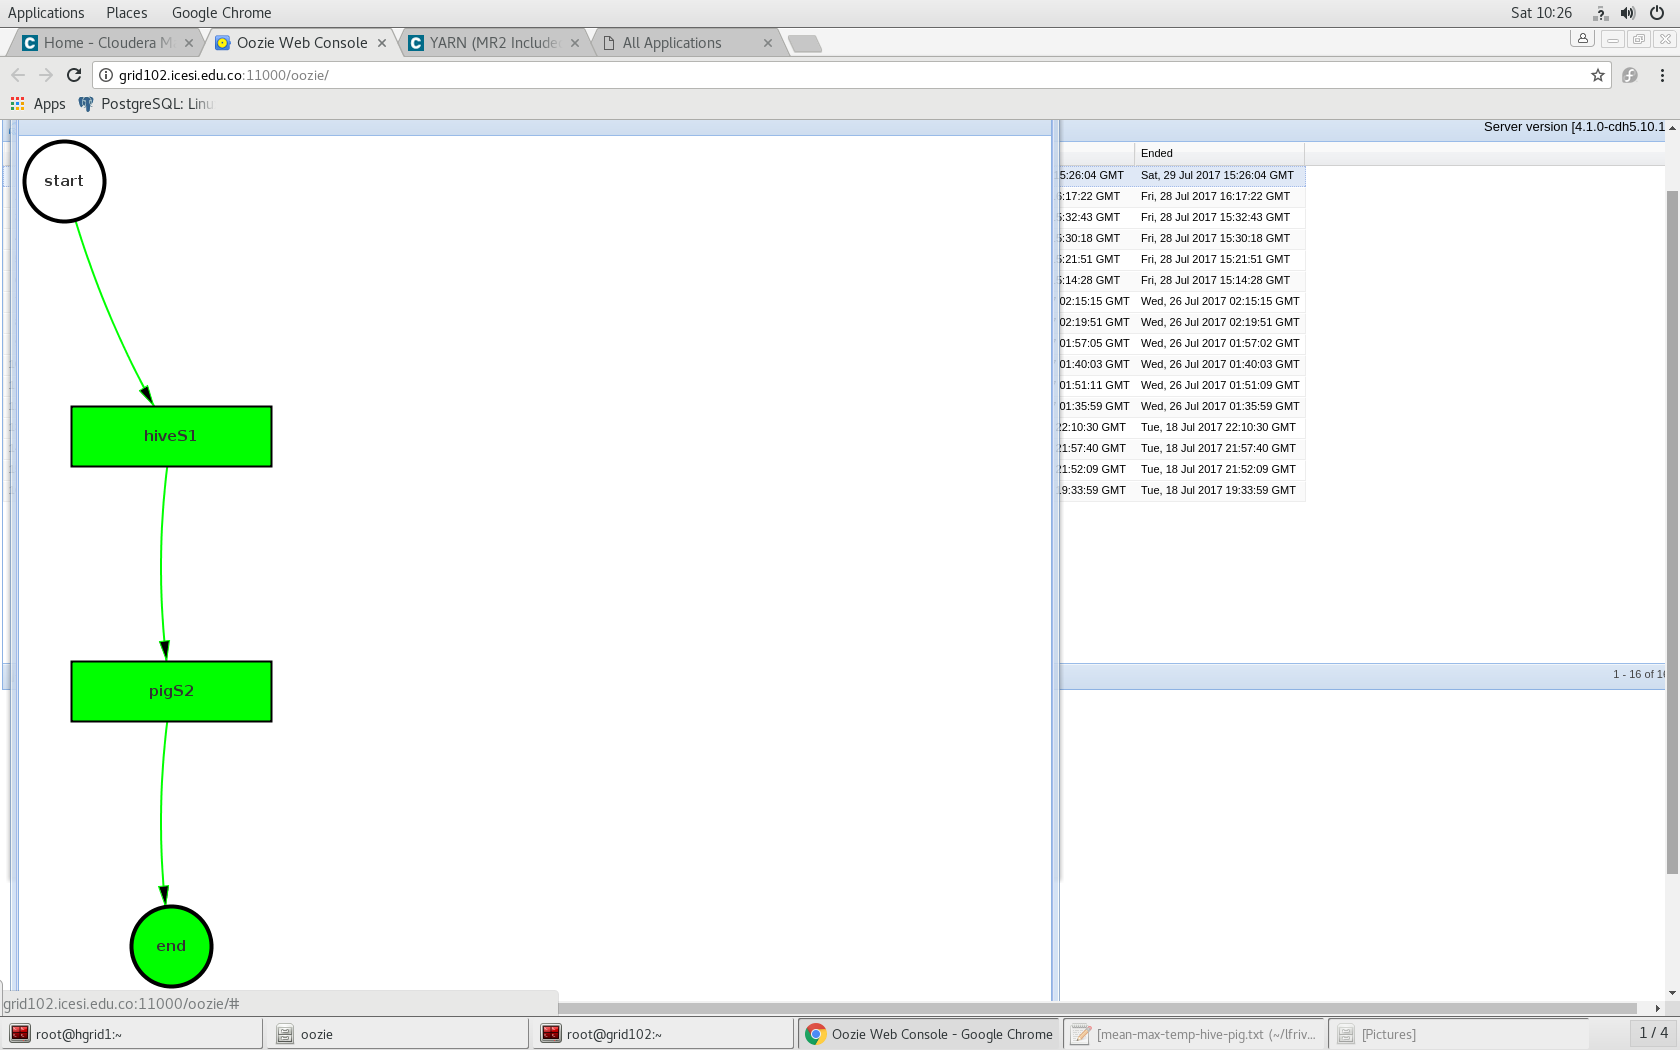 Applications Places Google Chrome Sat 10:26
Home - Cloudera M Oozie Web Console YARN (MR2 Include All Applications
grid102.icesi.edu.co:11000/oozie/
Apps PostgreSQL: Linu
Server version [4.1.0-cdh5.10.1
Ended
5:26:04 GMT Sat, 29 Jul 2017 15:26:04 GMT
6:17:22 GMT Fri, 28 Jul 2017 16:17:22 GMT
5:32:43 GMT Fri, 28 Jul 2017 15:32:43 GMT
5:30:18 GMT Fri, 28 Jul 2017 15:30:18 GMT
5:21:51 GMT Fri, 28 Jul 2017 15:21:51 GMT
5:14:28 GMT Fri, 28 Jul 2017 15:14:28 GMT
02:15:15 GMT Wed, 26 Jul 2017 02:15:15 GMT
02:19:51 GMT Wed, 26 Jul 2017 02:19:51 GMT
01:57:05 GMT Wed, 26 Jul 2017 01:57:02 GMT
01:40:03 GMT Wed, 26 Jul 2017 01:40:03 GMT
01:51:11 GMT Wed, 26 Jul 2017 01:51:09 GMT
01:35:59 GMT Wed, 26 Jul 2017 01:35:59 GMT
22:10:30 GMT Tue, 18 Jul 2017 22:10:30 GMT
21:57:40 GMT Tue, 18 Jul 2017 21:57:40 GMT
21:52:09 GMT Tue, 18 Jul 2017 21:52:09 GMT
9:33:59 GMT Tue, 18 Jul 2017 19:33:59 GMT
1 - 16 of 16
start
hiveS1
pigS2
end
grid102.icesi.edu.co:11000/oozie/#
root@hgrid1:~ oozie root@grid102:~ Oozie Web Console - Google Chrome [mean-max-temp-hive-pig.txt (~/lfriv... [Pictures] 1 / 4